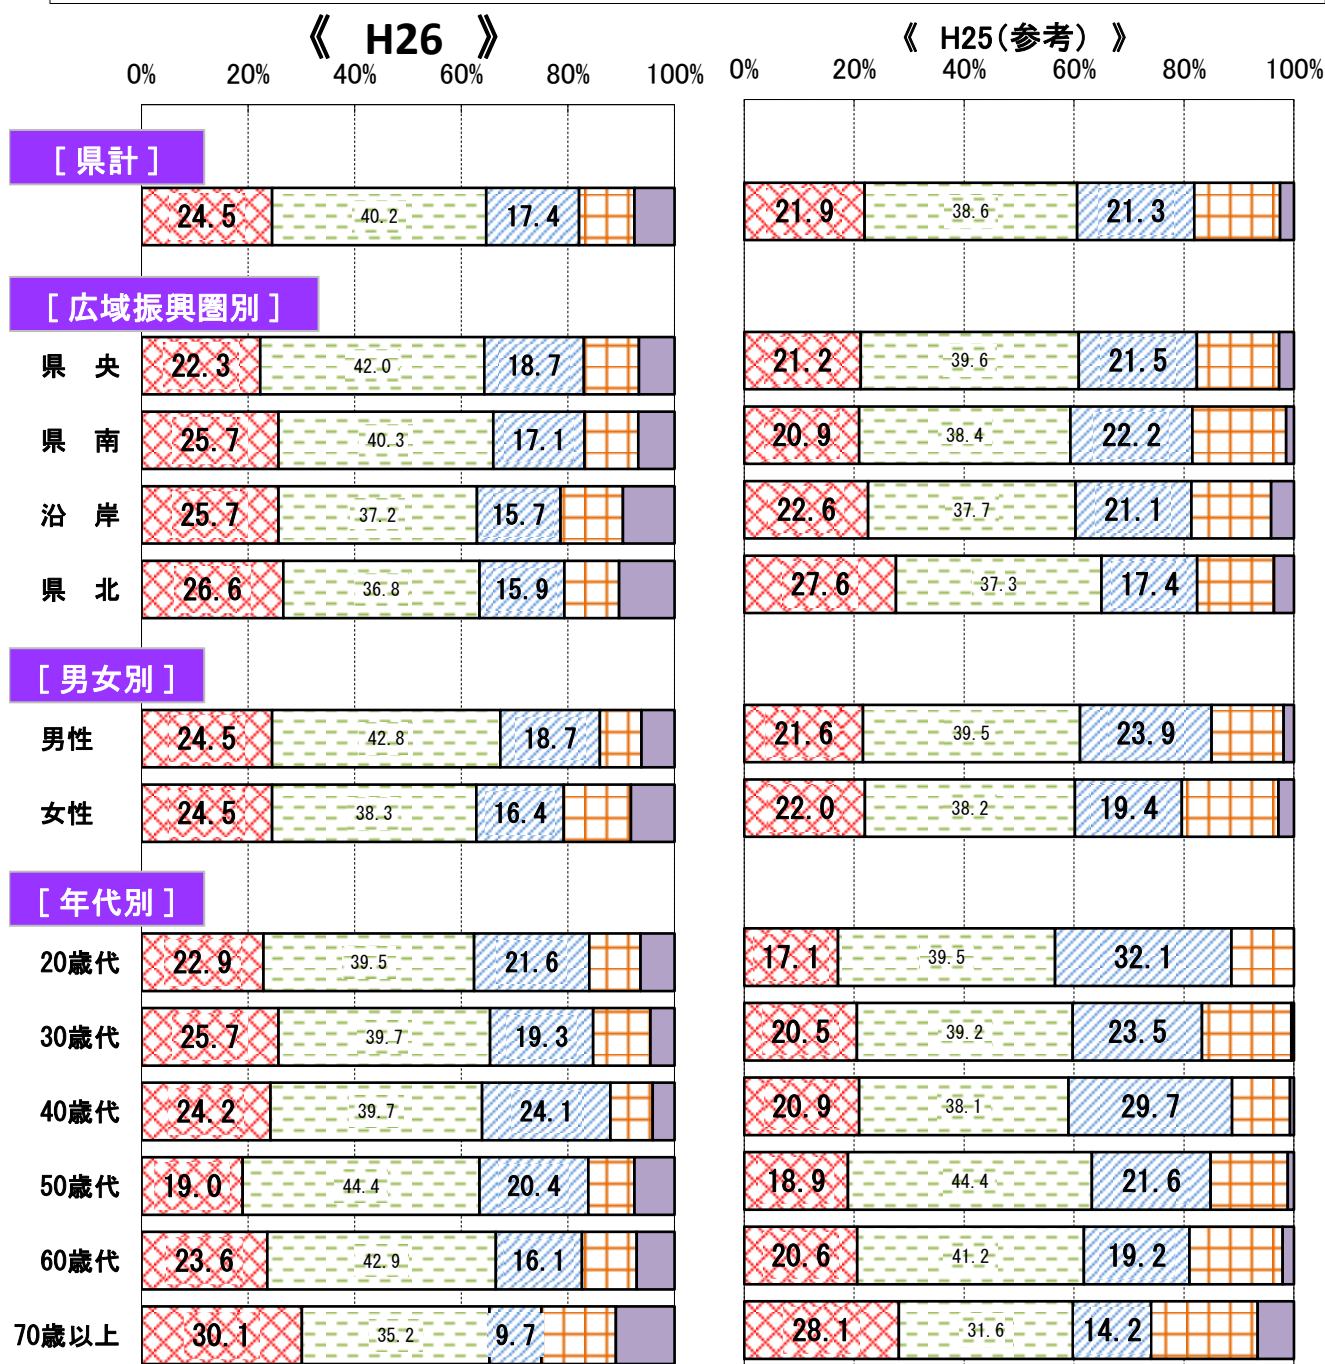 《 H26 》 《 H25(参考) 》
0% 20% 40% 60% 80% 100% 0% 20% 40% 60% 80% 100%
[ 県計 ]
24.5 40.2 17.4 21.9 38.6 21.3
[ 広域振興圏別 ]
県 央 22.3 42.0 18.7 21.2 39.6 21.5
県 南 25.7 40.3 17.1 20.9 38.4 22.2
沿 岸 25.7 37.2 15.7 22.6 37.7 21.1
県 北 26.6 36.8 15.9 27.6 37.3 17.4
[ 男女別 ]
男性 24.5 42.8 18.7 21.6 39.5 23.9
女性 24.5 38.3 16.4 22.0 38.2 19.4
[ 年代別 ]
20歳代 22.9 39.5 21.6 17.1 39.5 32.1
30歳代 25.7 39.7 19.3 20.5 39.2 23.5
40歳代 24.2 39.7 24.1 20.9 38.1 29.7
50歳代 19.0 44.4 20.4 18.9 44.4 21.6
60歳代 23.6 42.9 16.1 20.6 41.2 19.2
70歳以上 30.1 35.2 9.7 28.1 31.6 14.2